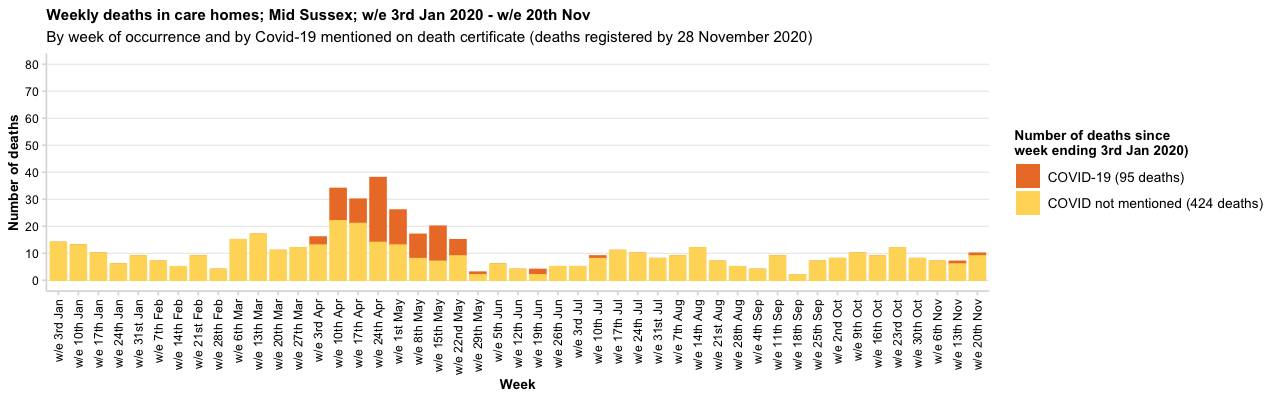 Weekly deaths in care homes; Mid Sussex; w/e 3rd Jan 2020 - w/e 20th Nov
By week of occurrence and by Covid-19 mentioned on death certificate (deaths registered by 28 November 2020)
80
70
60
50
40
30
20
10
0
Number of deaths
w/e 3rd Jan
w/e 10th Jan
w/e 17th Jan
w/e 24th Jan
w/e 31st Jan
w/e 7th Feb
w/e 14th Feb
w/e 21st Feb
w/e 28th Feb
w/e 6th Mar
w/e 13th Mar
w/e 20th Mar
w/e 27th Mar
w/e 3rd Apr
w/e 10th Apr
w/e 17th Apr
w/e 24th Apr
w/e 1st May
w/e 8th May
w/e 15th May
w/e 22nd May
w/e 29th May
w/e 5th Jun
w/e 12th Jun
w/e 19th Jun
w/e 26th Jun
w/e 3rd Jul
w/e 10th Jul
w/e 17th Jul
w/e 24th Jul
w/e 31st Jul
w/e 7th Aug
w/e 14th Aug
w/e 21st Aug
w/e 28th Aug
w/e 4th Sep
w/e 11th Sep
w/e 18th Sep
w/e 25th Sep
w/e 2nd Oct
w/e 9th Oct
w/e 16th Oct
w/e 23rd Oct
w/e 30th Oct
w/e 6th Nov
w/e 13th Nov
w/e 20th Nov
Week
Number of deaths since
week ending 3rd Jan 2020)
COVID-19 (95 deaths)
COVID not mentioned (424 deaths)